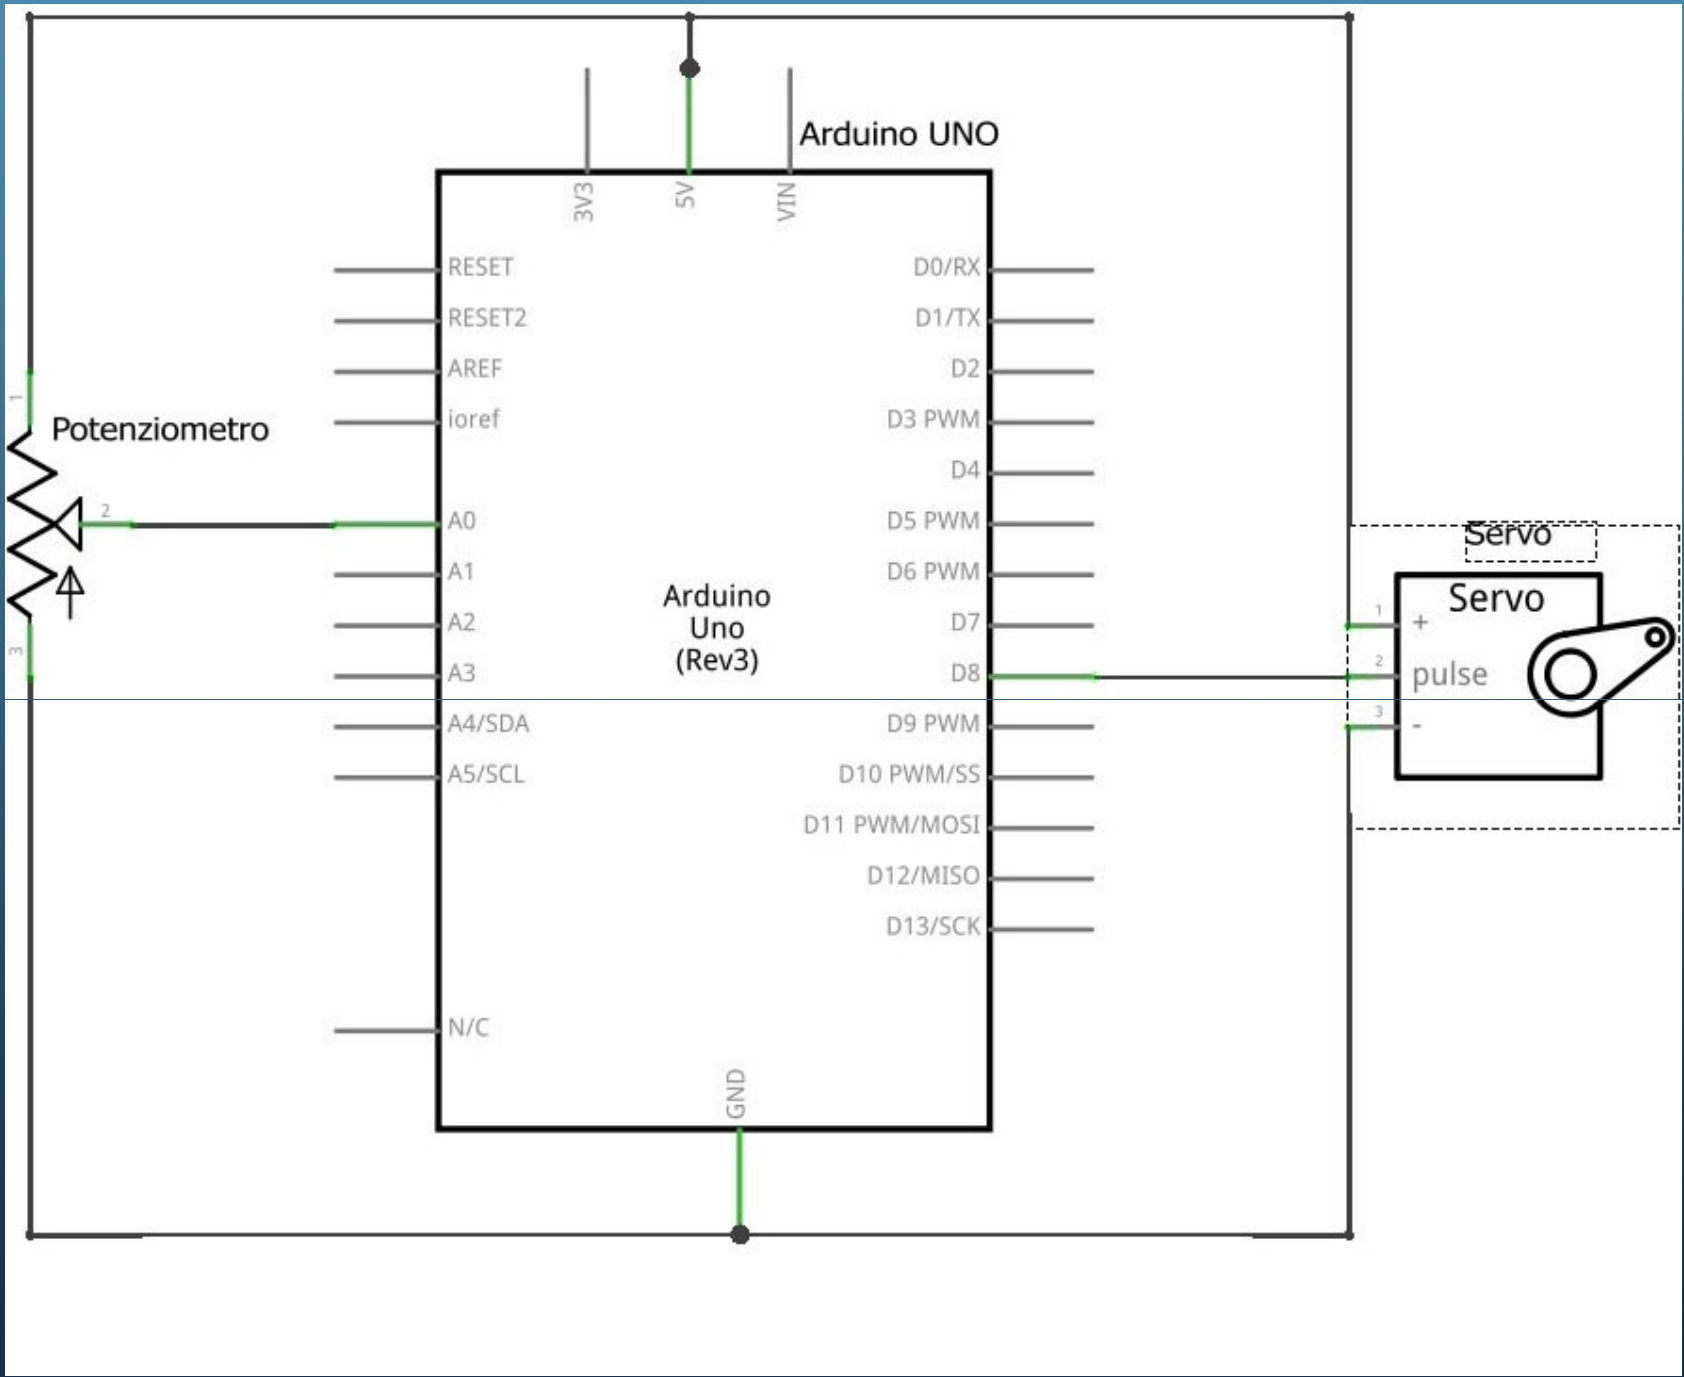 Arduino UNO
3V3
5V
VIN
RESET
RESET2
AREF
ioref
A0
A1
A2
A3
A4/SDA
A5/SCL
N/C
D0/RX
D1/TX
D2
D3 PWM
D4
D5 PWM
D6 PWM
D7
D8
D9 PWM
D10 PWM/SS
D11 PWM/MOSI
D12/MISO
D13/SCK
GND
Arduino
Uno
(Rev3)
1
Potenziometro
2
3
Servo
Servo
1
+
2
pulse
3
-